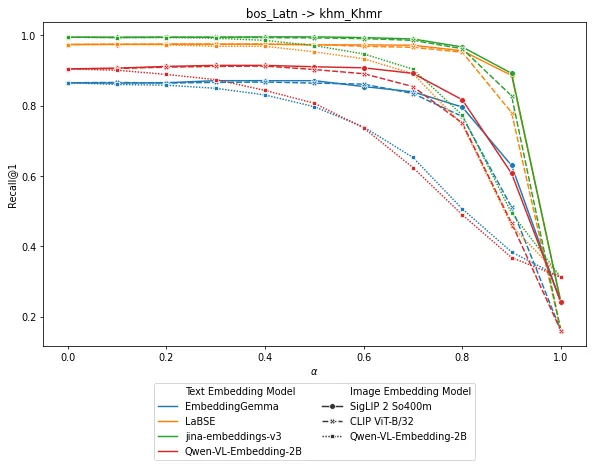 bos_Latn -> khm_Khmr
1.0
0.8
0.6
0.4
0.2
Recall@1
0.0 0.2 0.4 0.6 0.8 1.0
α
Text Embedding Model Image Embedding Model
EmbeddingGemma SigLIP 2 So400m
LaBSE CLIP ViT-B/32
jina-embeddings-v3 Qwen-VL-Embedding-2B
Qwen-VL-Embedding-2B